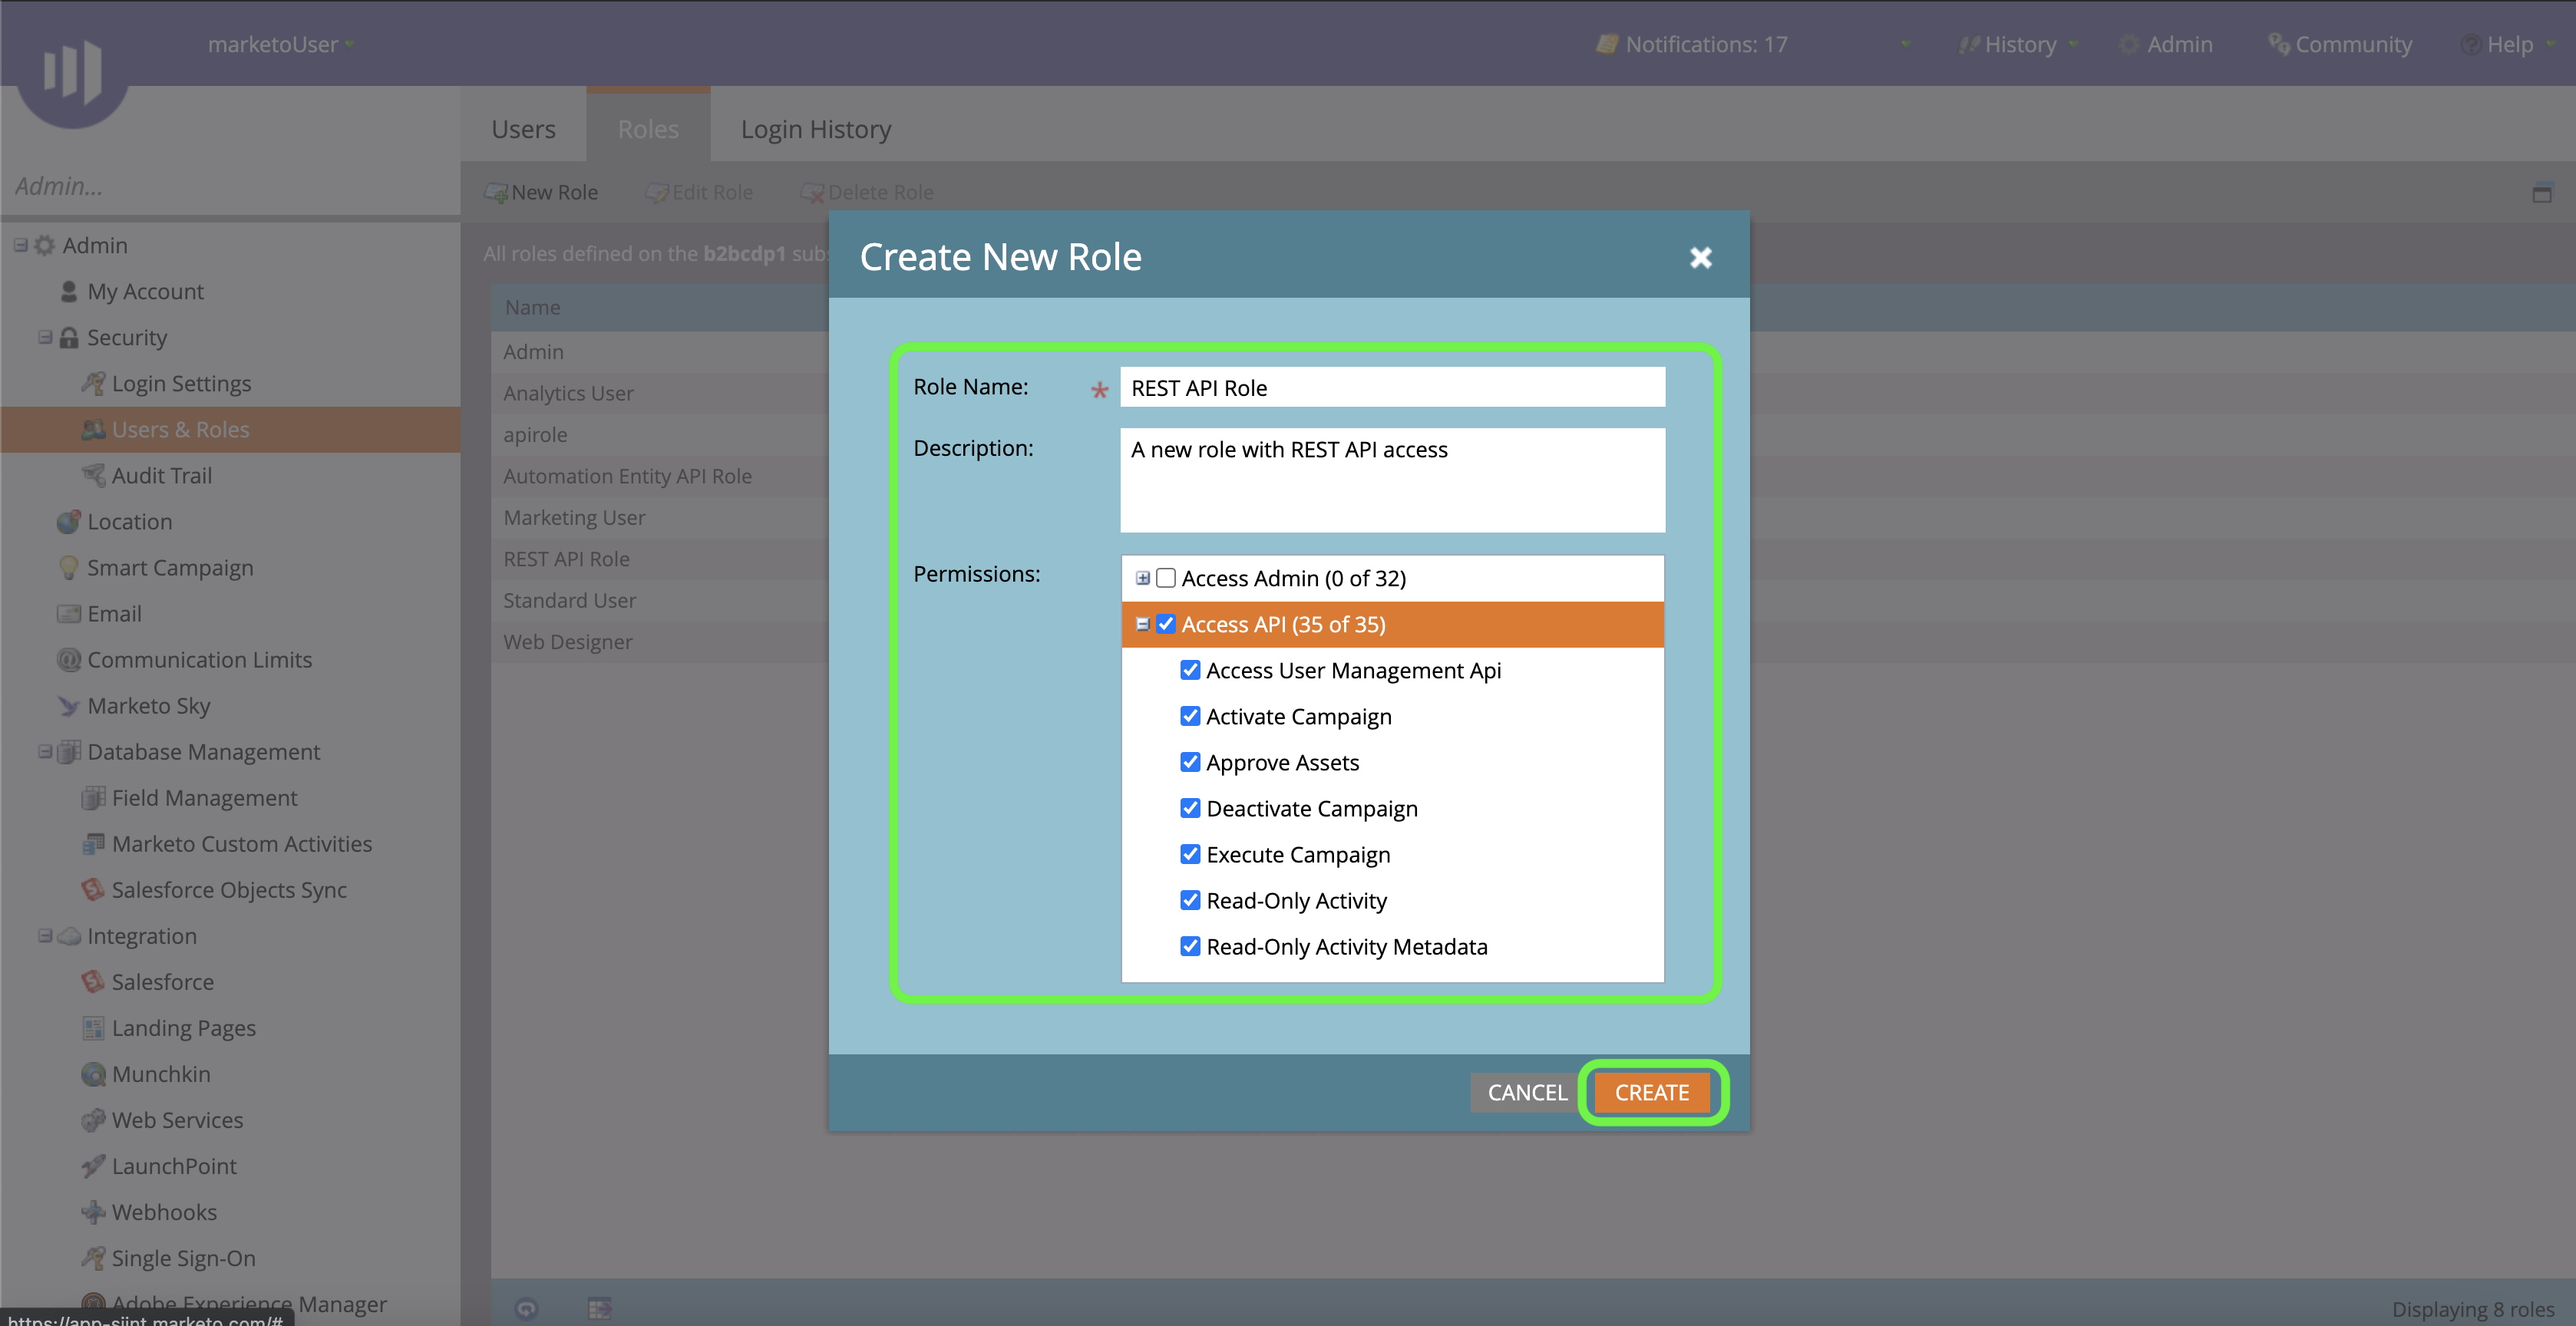 marketoUser
Notifications: 17
History
Admin
Community
Help
Users
Roles
Login History
Admin...
New Role
Edit Role
Delete Role
All roles defined on the b2bcdp1
Name
Admin
Analytics User
apirole
Automation Entity API Role
Marketing User
REST API Role
Standard User
Web Designer
Admin
My Account
Security
Login Settings
Users & Roles
Audit Trail
Location
Smart Campaign
Email
Communication Limits
Marketo Sky
Database Management
Field Management
Marketo Custom Activities
Salesforce Objects Sync
Integration
Salesforce
Landing Pages
Munchkin
Web Services
LaunchPoint
Webhooks
Single Sign-On
Adobe Experience Manager
https://app-sjint.marketo.com/#
Create New Role
Role Name: * REST API Role
Description: A new role with REST API access
Permissions:
Access Admin (0 of 32)
Access API (35 of 35)
Access User Management Api
Activate Campaign
Approve Assets
Deactivate Campaign
Execute Campaign
Read-Only Activity
Read-Only Activity Metadata
CANCEL
CREATE
Displaying 8 roles